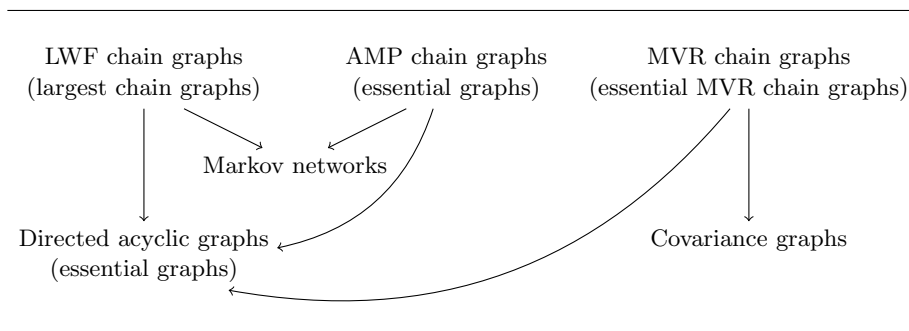 LWF chain graphs
(largest chain graphs)
AMP chain graphs
(essential graphs)
MVR chain graphs
(essential MVR chain graphs)
Markov networks
Directed acyclic graphs
(essential graphs)
Covariance graphs